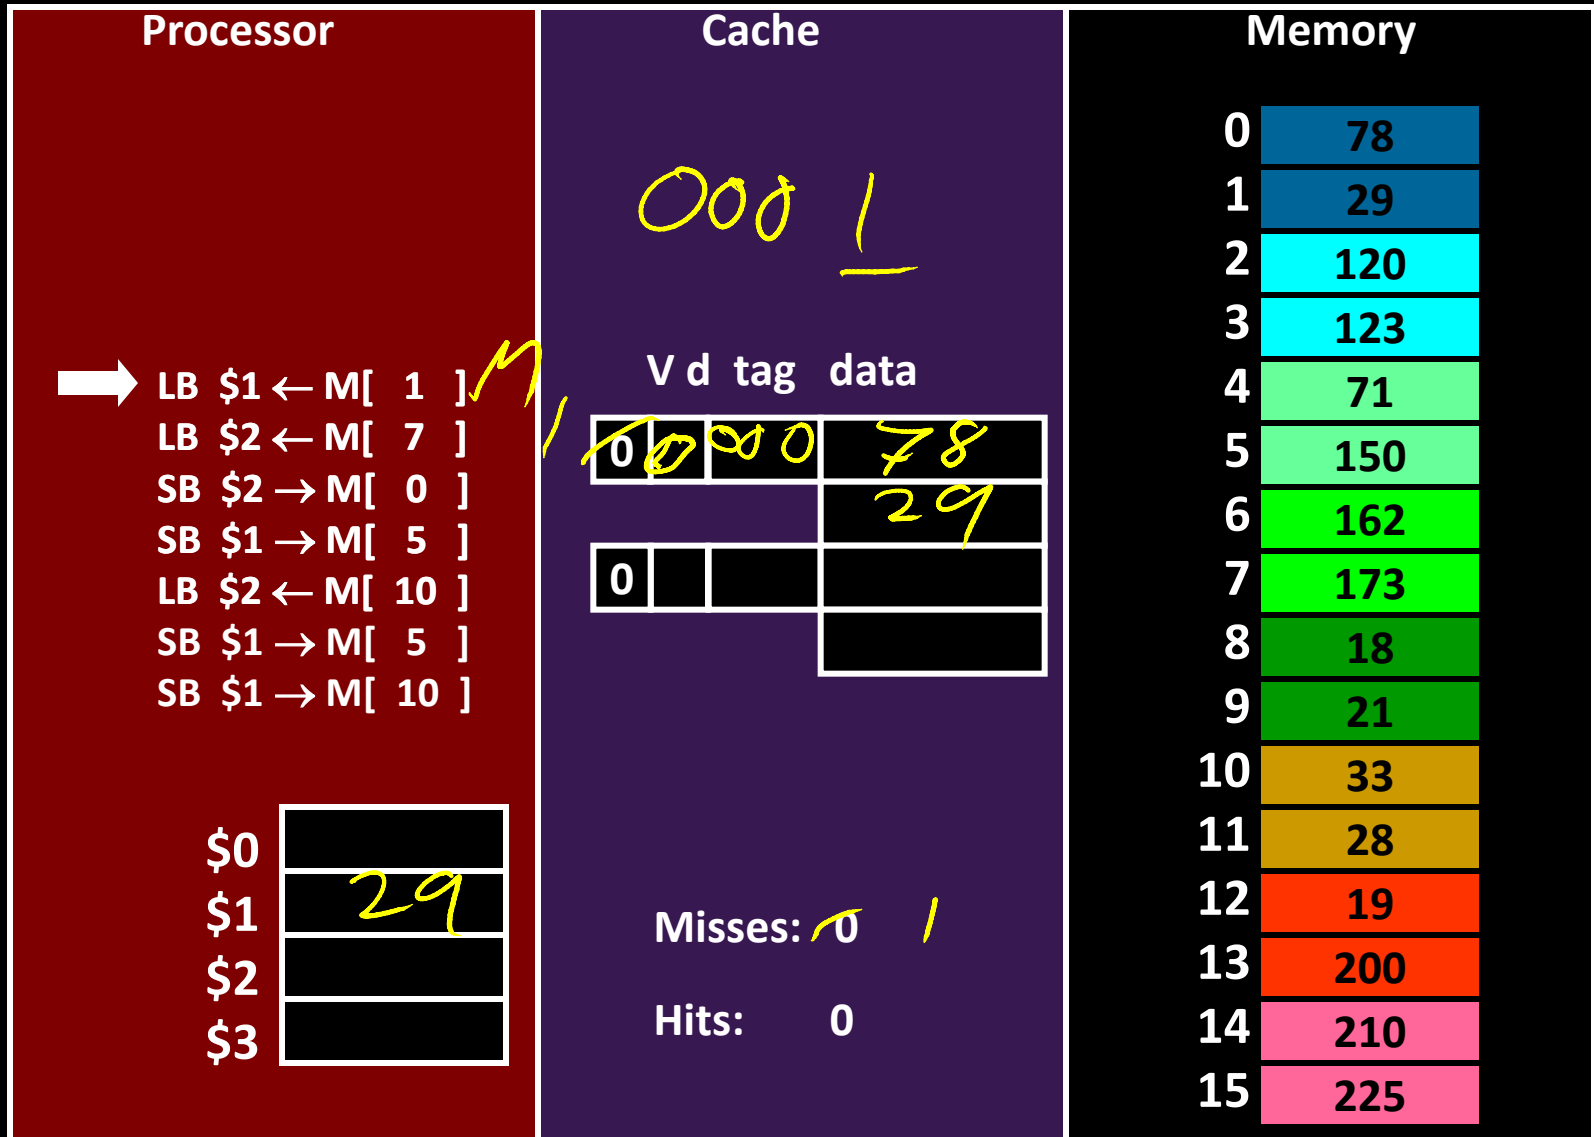 Processor
LB $1 ← M[ 1 ] M
LB $2 ← M[ 7 ]
SB $2 → M[ 0 ]
SB $1 → M[ 5 ]
LB $2 ← M[ 10 ]
SB $1 → M[ 5 ]
SB $1 → M[ 10 ]
$0
$1 29
$2
$3
Cache
000 1
V d tag data
1 0 0 000 78
29
0
Misses: 0 1
Hits: 0
Memory
0 78
1 29
2 120
3 123
4 71
5 150
6 162
7 173
8 18
9 21
10 33
11 28
12 19
13 200
14 210
15 225